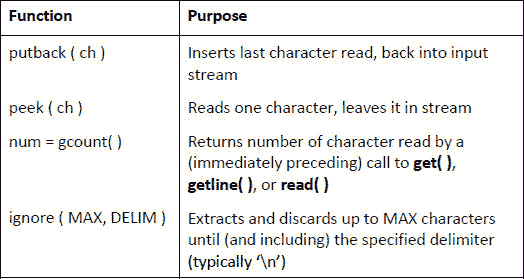 Function Purpose
putback ( ch ) Inserts last character read, back into input
stream
peek ( ch ) Reads one character, leaves it in stream
num = gcount( ) Returns number of character read by a
(immediately preceding) call to get( ),
getline( ), or read( )
ignore ( MAX, DELIM ) Extracts and discards up to MAX characters
until (and including) the specified delimiter
(typically ‘\n’)